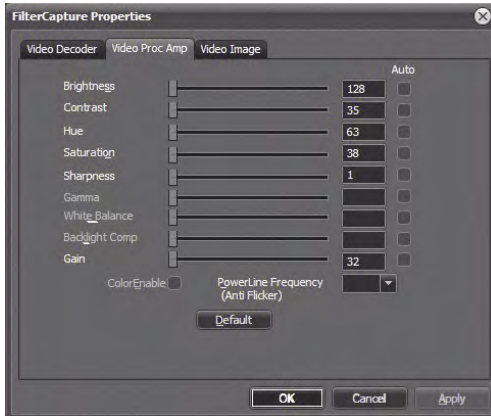 FilterCapture Properties
Video Decoder Video Proc Amp Video Image
Auto
Brightness 128
Contrast 35
Hue 63
Saturation 38
Sharpness 1
Gamma
White Balance
Backlight Comp
Gain 32
ColorEnable PowerLine Frequency
(Anti Flicker)
Default
OK Cancel Apply